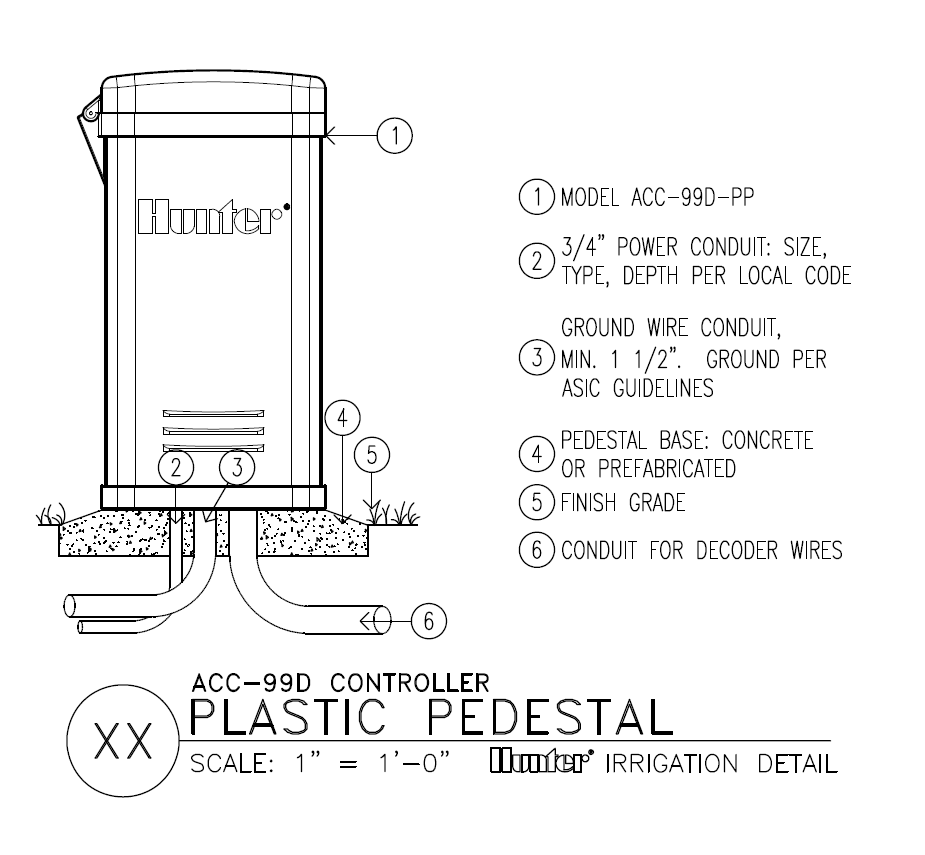 1
Hunter
1 MODEL ACC-99D-PP
2 3/4" POWER CONDUIT: SIZE,
TYPE, DEPTH PER LOCAL CODE
GROUND WIRE CONDUIT,
3 MIN. 1 1/2". GROUND PER
ASIC GUIDELINES
4
5
2 3
4 PEDESTAL BASE: CONCRETE
OR PREFABRICATED
5 FINISH GRADE
6 CONDUIT FOR DECODER WIRES
6
ACC-99D CONTROLLER
XX PLASTIC PEDESTAL
SCALE: 1" = 1'-0" Hunter IRRIGATION DETAIL